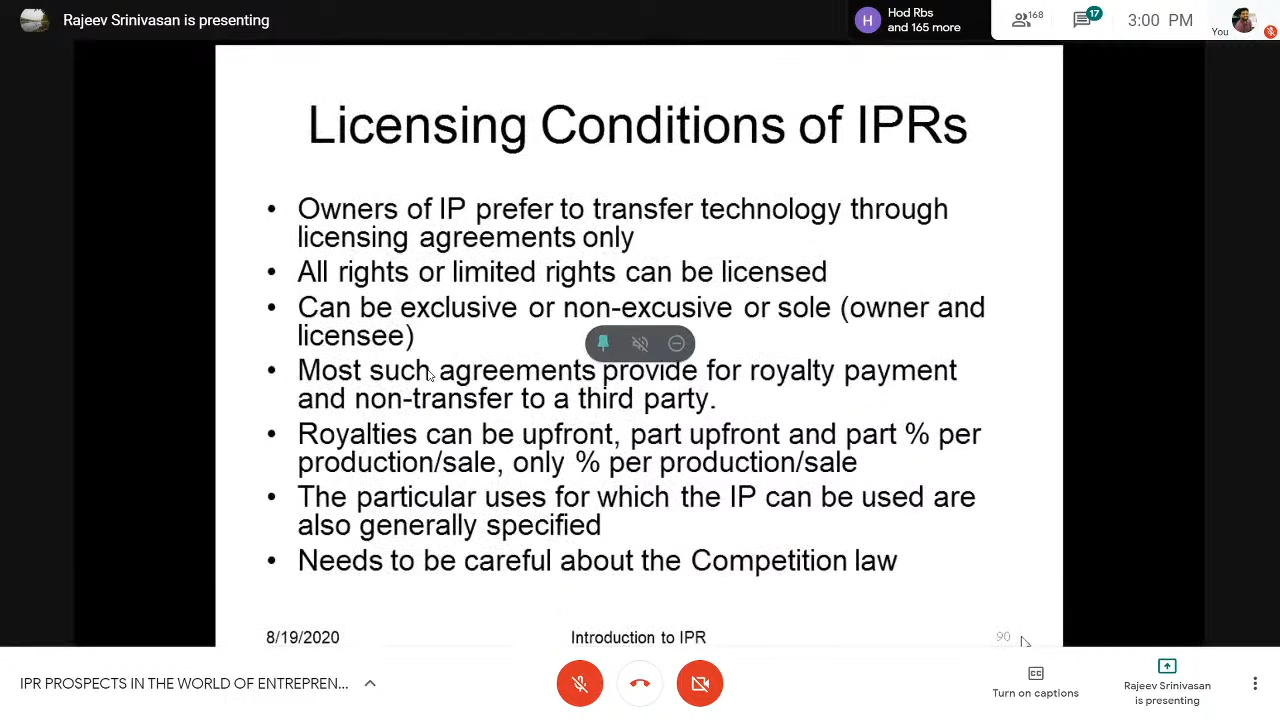 Rajeev Srinivasan is presenting
H
Hod Rbs
and 165 more
168
17
3:00 PM
You
Licensing Conditions of IPRs
• Owners of IP prefer to transfer technology through
licensing agreements only
• All rights or limited rights can be licensed
• Can be exclusive or non-excusive or sole (owner and
licensee)
• Most such agreements provide for royalty payment
and non-transfer to a third party.
• Royalties can be upfront, part upfront and part % per
production/sale, only % per production/sale
• The particular uses for which the IP can be used are
also generally specified
• Needs to be careful about the Competition law
8/19/2020
Introduction to IPR
90
IPR PROSPECTS IN THE WORLD OF ENTREPREN...
Turn on captions
Rajeev Srinivasan
is presenting